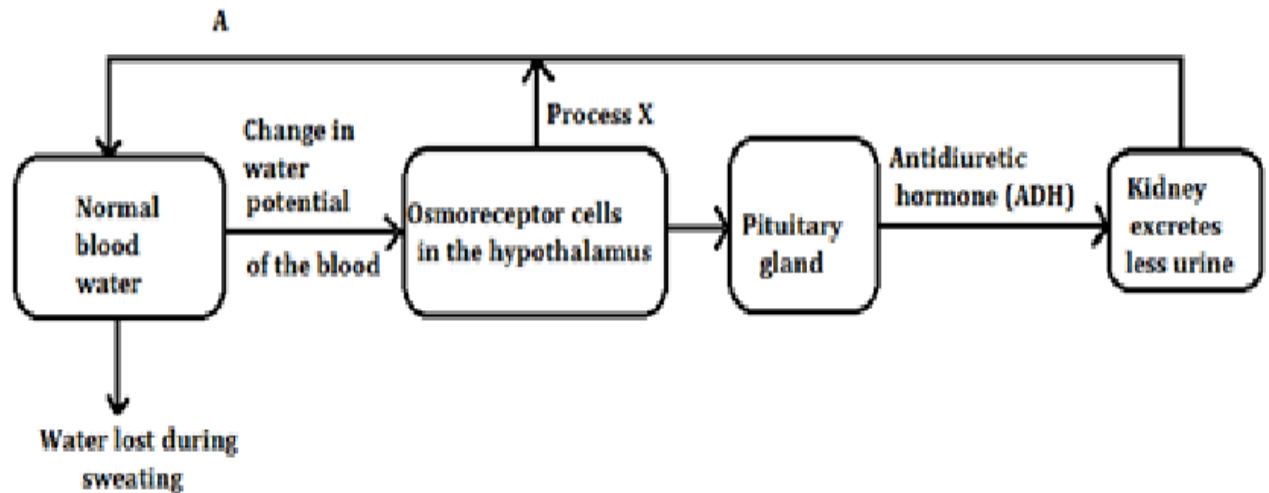 A
Process X
Change in
water
potential
of the blood
Normal
blood
water
Osmoreceptor cells
in the hypothalamus
Pituitary
gland
Antidiuretic
hormone (ADH)
Kidney
excretes
less urine
Water lost during
sweating